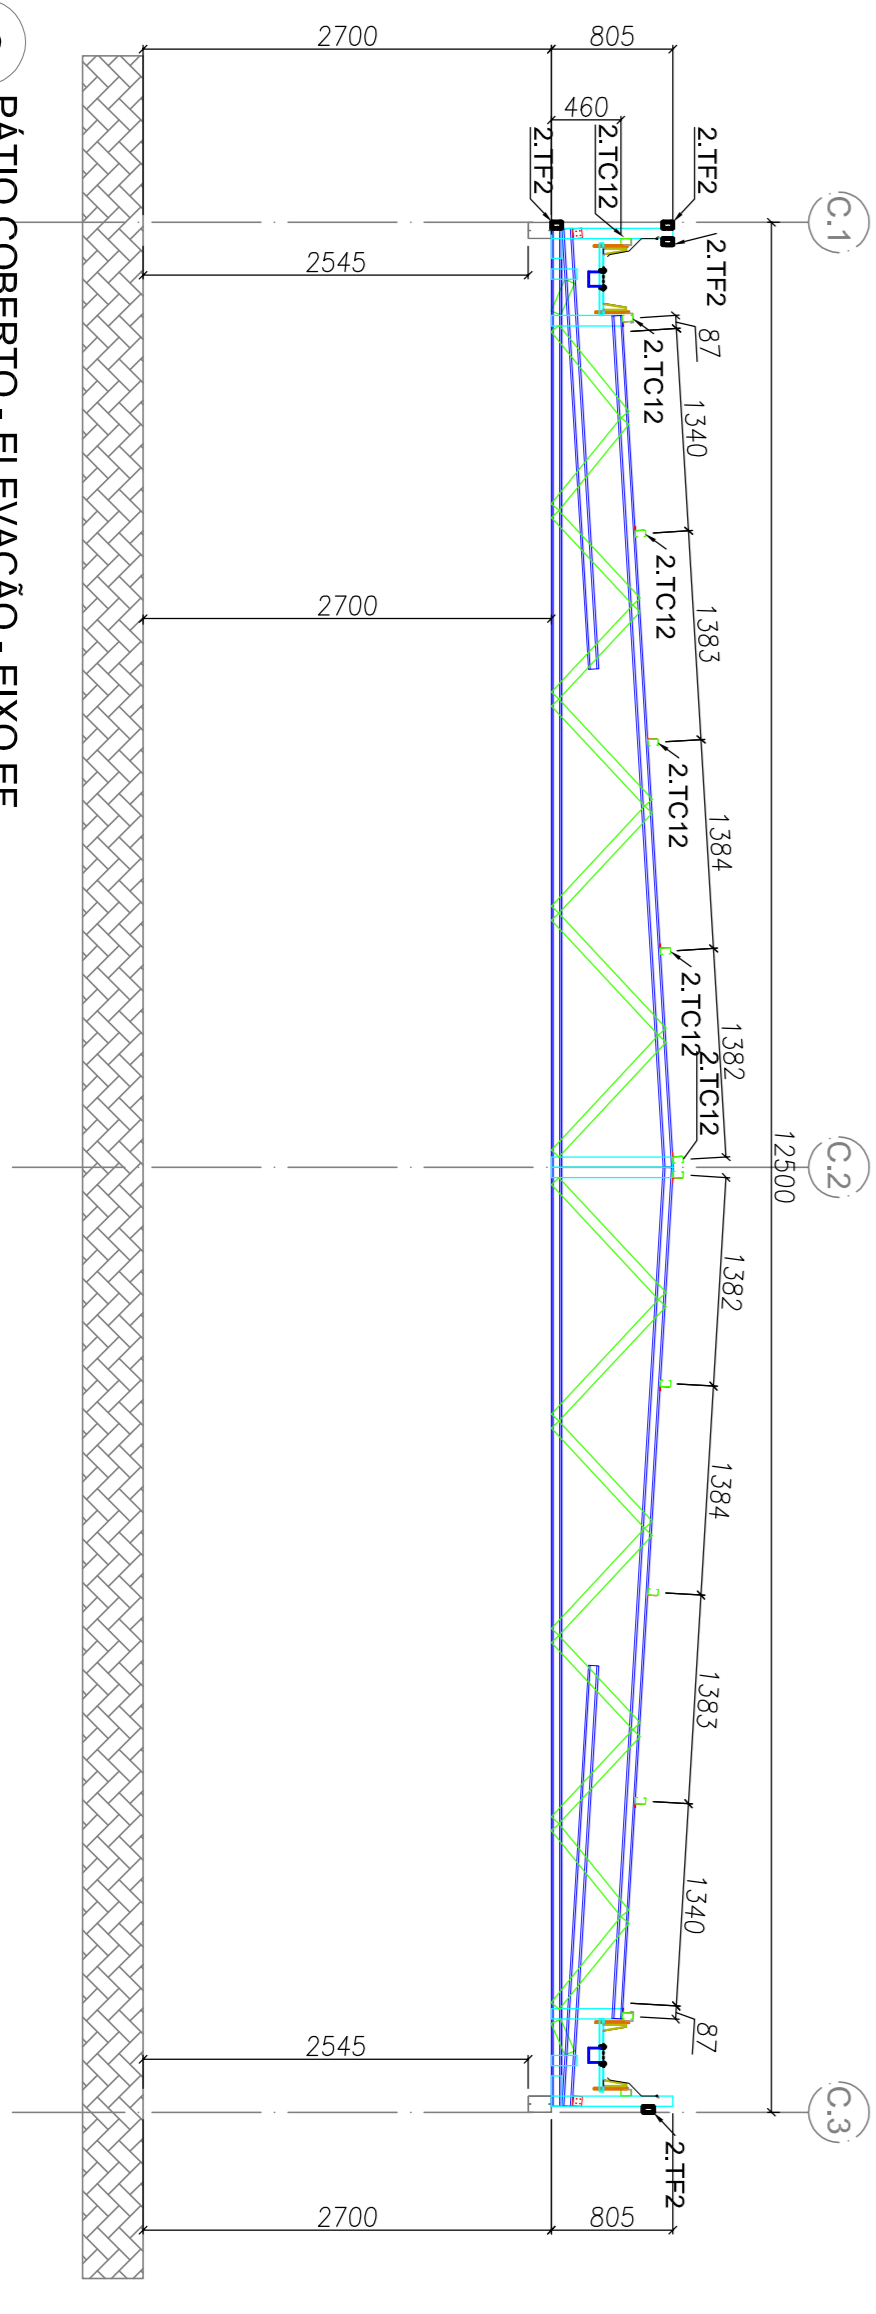 C.1
C.2
C.3
12500
87
1340
1383
1384
1382
1382
1384
1383
1340
87
2.TF2
2.TF2
2.TF2
2.TC12
2.TC12
2.TC12
2.TC12
2.TC12
2.TC12
2.TF2
805
460
2700
2545
2700
2545
805
2700
PÁTIO COBERTO - ELEVAÇÃO - EIXO EF